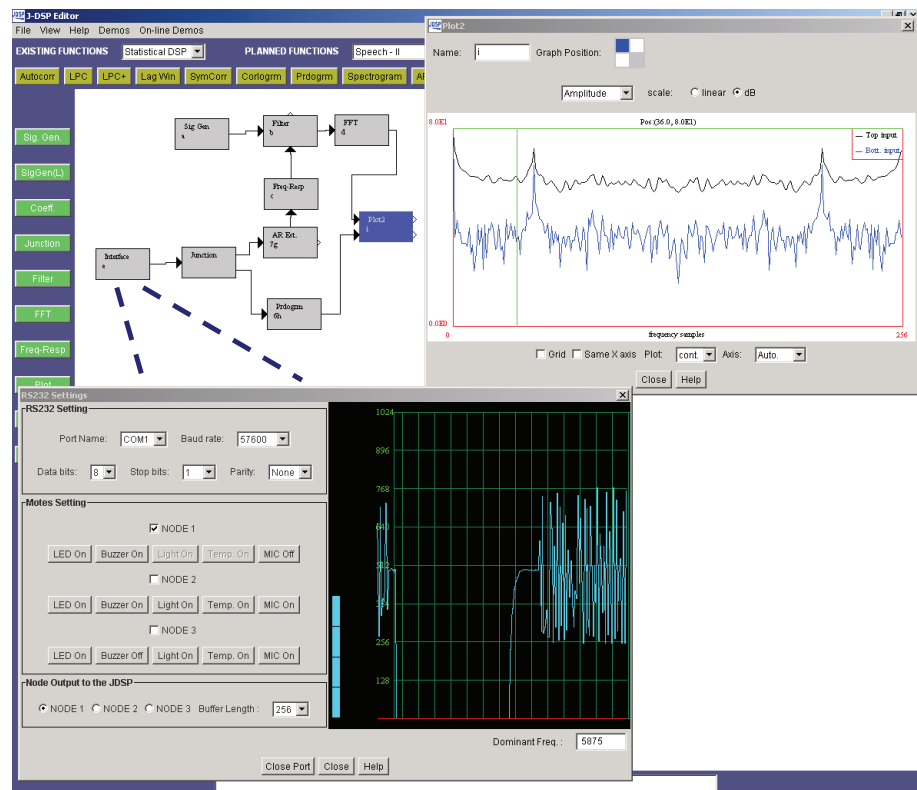 J-DSP Editor
File View Help Demos On-line Demos
EXISTING FUNCTIONS Statistical DSP PLANNED FUNCTIONS Speech - II
Autocorr LPC LPC+ Lag Win SymCorr Corlogrm Prdogrm Spectrogram
Sig. Gen.
SigGen(L)
Coeff.
Junction
Filter
FFT
Freq-Resp
Plot
Sig Gen
a
Filter
b
FFT
d
Freq-Resp
c
Plot2
i
AR Est.
7g
Interface
e
Junction
Prdogrm
6h
Plot2
Name: i Graph Position:
Amplitude scale: linear dB
8.0E1 Pos:(36.0, 8.0E1)
Top input
Bott. input
0.0E0
0 frequency samples 256
Grid Same X axis Plot: cont. Axis: Auto.
Close Help
RS232 Settings
RS232 Setting
Port Name: COM1 Baud rate: 57600
Data bits: 8 Stop bits: 1 Parity: None
Motes Setting
NODE 1
LED On Buzzer On Light On Temp. On MIC Off
NODE 2
LED On Buzzer On Light On Temp. On MIC On
NODE 3
LED On Buzzer Off Light On Temp. On MIC On
Node Output to the JDSP
NODE 1 NODE 2 NODE 3 Buffer Length : 256
1024
896
768
640
512
384
256
128
Dominant Freq. : 5875
Close Port Close Help